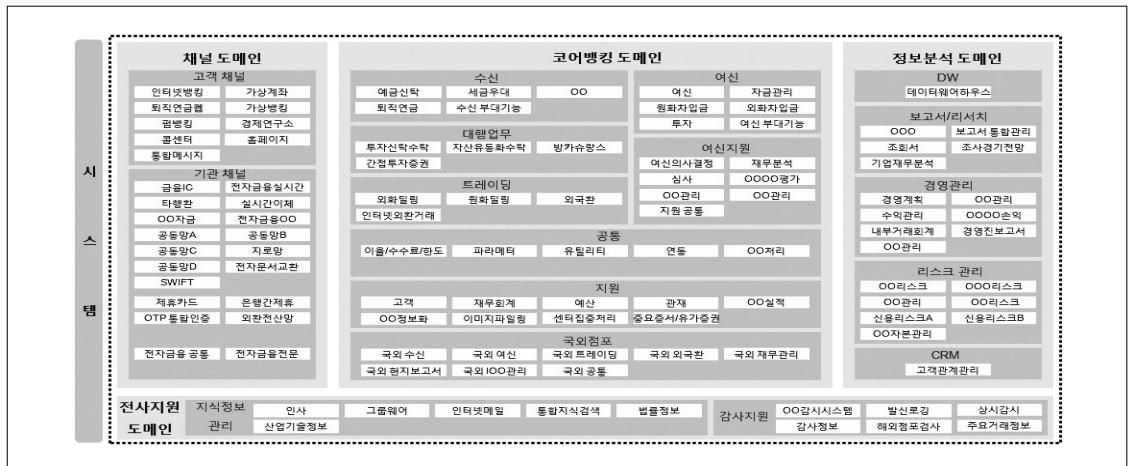 시
스
템
채널 도메인
고객 채널
인터넷뱅킹 가상계좌
퇴직연금웹 가상뱅킹
펌뱅킹 경제연구소
콜센터 홈페이지
통합메시지
기관 채널
금융IC 전자금융실시간
타행환 실시간이체
OO자금 전자금융OO
공동망A 공동망B
공동망C 지로망
공동망D 전자문서교환
SWIFT
제휴카드 은행간제휴
OTP 통합인증 외환전산망
전자금융 공통 전자금융전문
코어뱅킹 도메인
수신
예금신탁 세금우대 OO
퇴직연금 수신 부대기능
대행업무
투자신탁수탁 자산유동화수탁 방카슈랑스
간접투자증권
트레이딩
외화딜링 원화딜링 외국환
인터넷외환거래
여신
여신 자금관리
원화차입금 외화차입금
투자 여신 부대기능
여신지원
여신의사결정 재무분석
심사 OOOO평가
OO관리 OO관리
지원 공통
공통
이율/수수료/한도 파라메터 유틸리티 연동 OO처리
지원
고객 재무회계 예산 관재 OO실적
OO정보화 이미지파일링 센터집중처리 중요증서/유가증권
국외점포
국외 수신 국외 여신 국외 트레이딩 국외 외국환 국외 재무관리
국외 현지보고서 국외 IOO관리 국외 공통
정보분석 도메인
DW
데이터웨어하우스
보고서/리서치
OOO 보고서 통합관리
조회서 조사경기전망
기업재무분석
경영관리
경영계획 OO관리
수익관리 OOOO손익
내부거래회계 경영진보고서
OO관리
리스크 관리
OO리스크 OOO리스크
OO관리 OO리스크
신용리스크A 신용리스크B
OO자본관리
CRM
고객관계관리
전사지원
도메인
지식정보
관리
인사 그룹웨어 인터넷메일 통합지식검색 법률정보
산업기술정보
감사지원
OO감시시스템 발신로깅 상시감시
감사정보 해외점포검사 주요거래정보